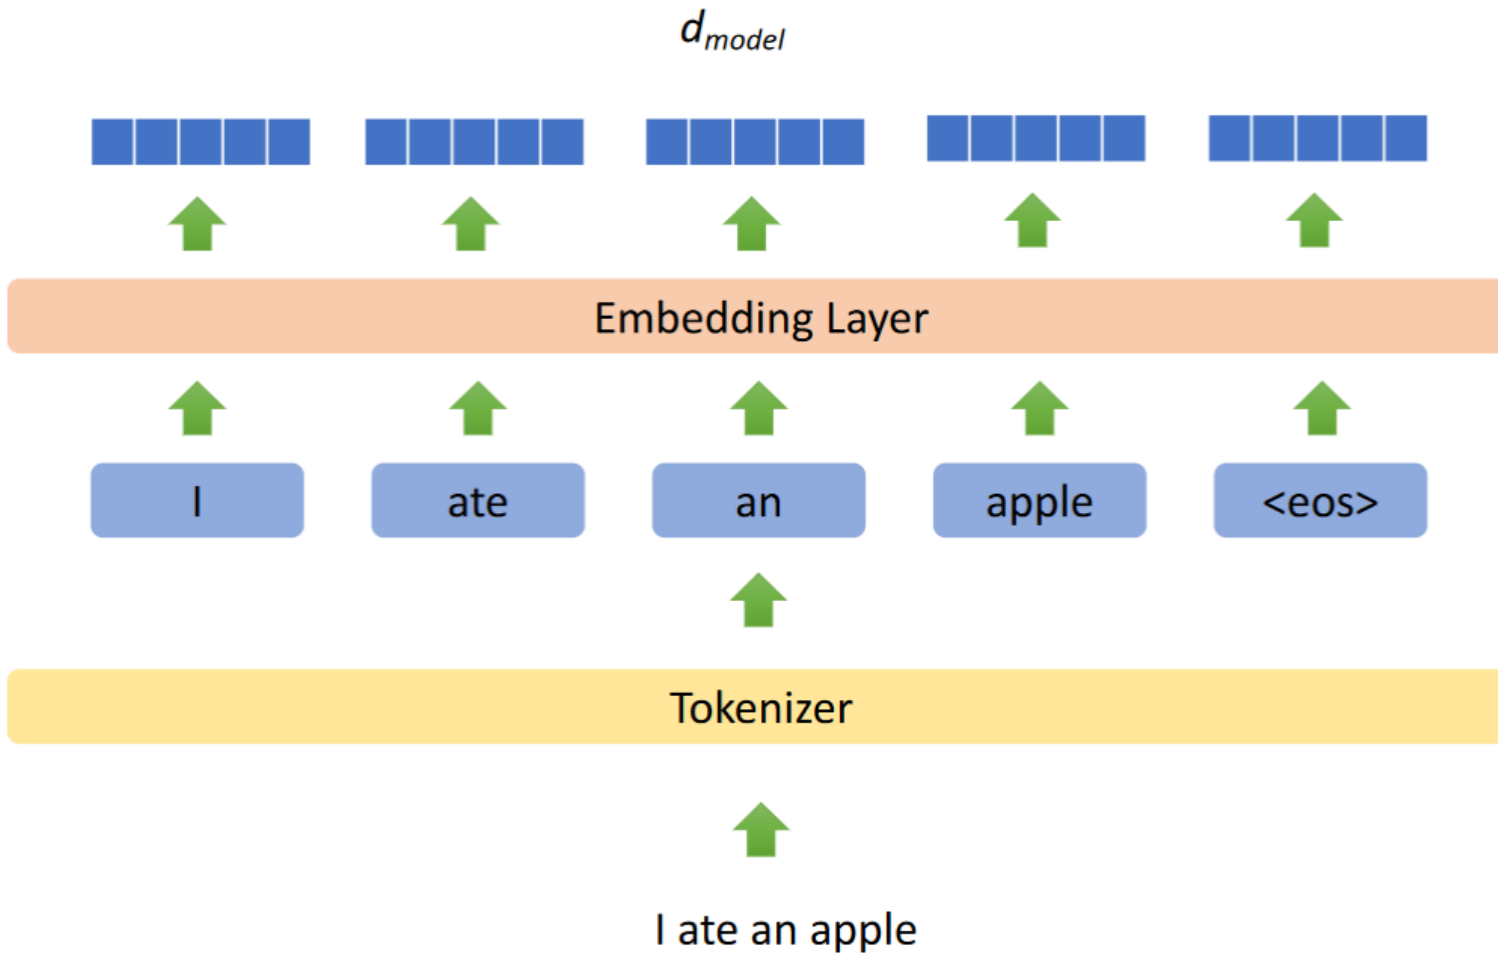 d_model
Embedding Layer
I ate an apple <eos>
Tokenizer
I ate an apple